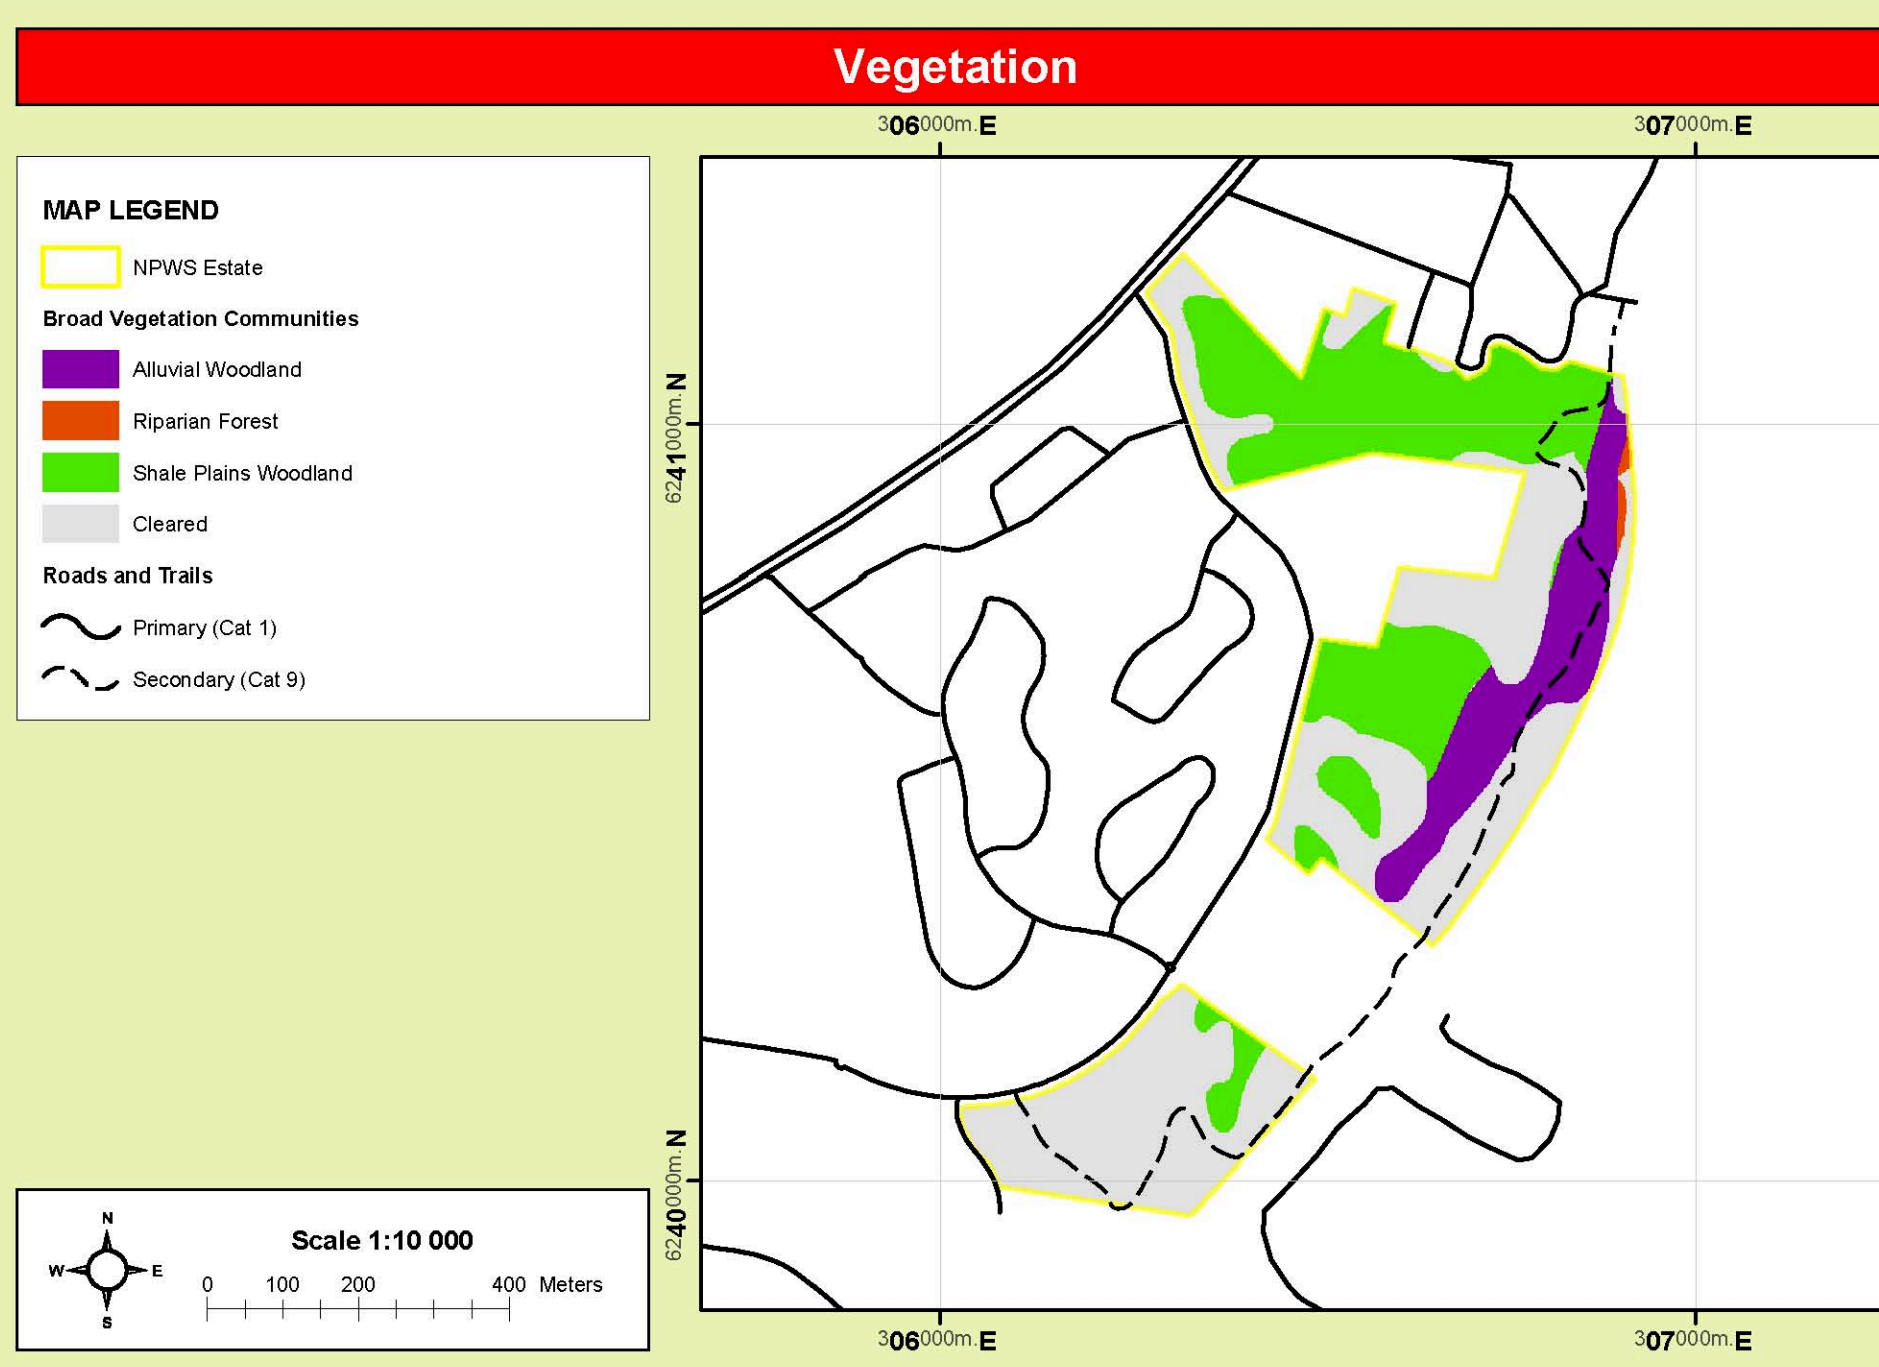 Vegetation
306000m.E
307000m.E
MAP LEGEND
NPWS Estate
Broad Vegetation Communities
Alluvial Woodland
Riparian Forest
Shale Plains Woodland
Cleared
Roads and Trails
Primary (Cat 1)
Secondary (Cat 9)
6241000m.N
6240000m.N
N
W
E
S
Scale 1:10 000
0 100 200 400 Meters
306000m.E
307000m.E